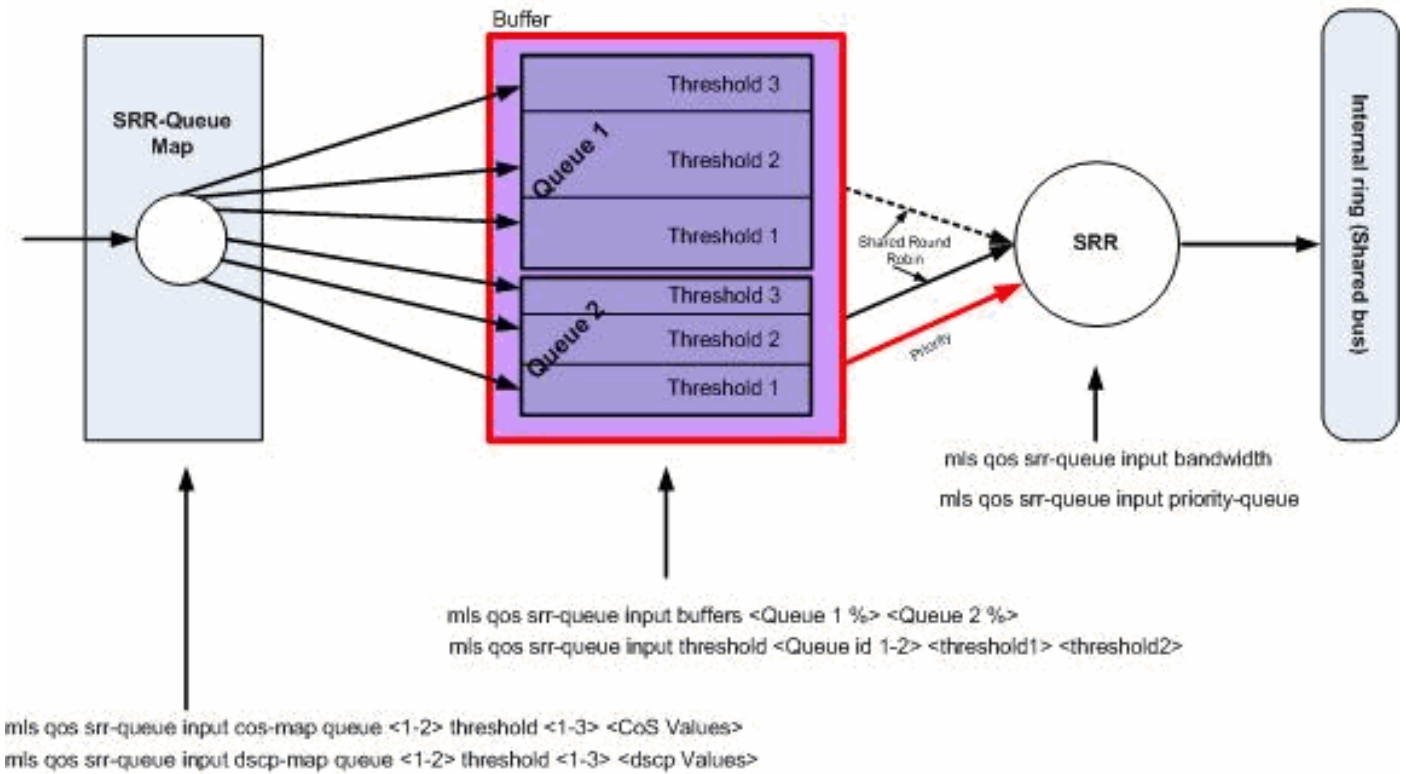 Buffer
SRR-Queue
Map
Threshold 3
Threshold 2
Threshold 1
Queue 1
Threshold 3
Threshold 2
Threshold 1
Queue 2
Shared Round
Robin
Priority
SRR
Internal ring (Shared bus)
mls qos srr-queue input bandwidth
mls qos srr-queue input priority-queue
mls qos srr-queue input buffers <Queue 1 %> <Queue 2 %>
mls qos srr-queue input threshold <Queue id 1-2> <threshold1> <threshold2>
mls qos srr-queue input cos-map queue <1-2> threshold <1-3> <CoS Values>
mls qos srr-queue input dscp-map queue <1-2> threshold <1-3> <dscp Values>